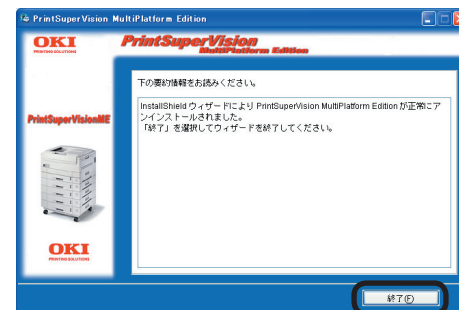 PrintSuperVision MultiPlatform Edition
OKI
PRINTING SOLUTIONS
PrintSuperVision
MultiPlatform Edition
下の要約情報をお読みください。
InstallShield ウィザードにより PrintSuperVision MultiPlatform Edition が正常にア
ンインストールされました。
「終了」を選択してウィザードを終了してください。
PrintSuperVisionME
OKI
PRINTING SOLUTIONS
終了(F)